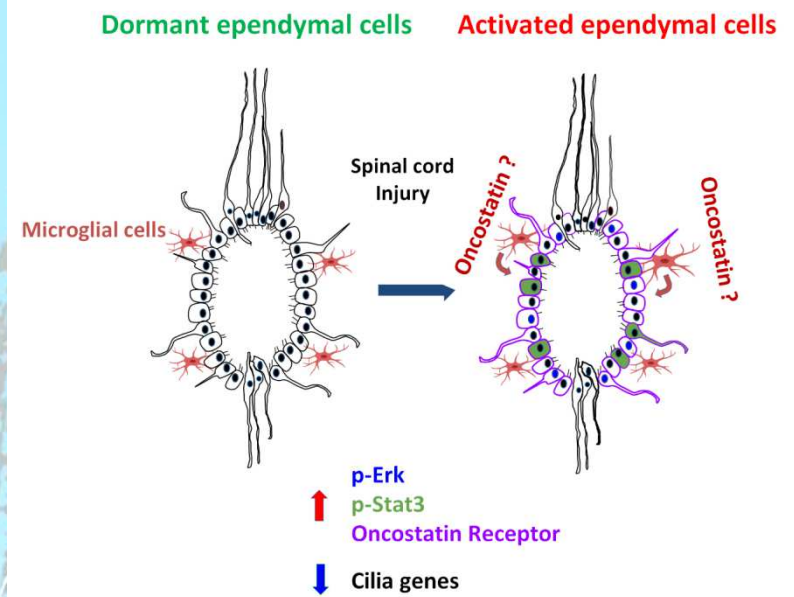 Dormant ependymal cells
Activated ependymal cells
Spinal cord
Injury
Microglial cells
Oncostatin ?
Oncostatin ?
p-Erk
p-Stat3
Oncostatin Receptor
Cilia genes